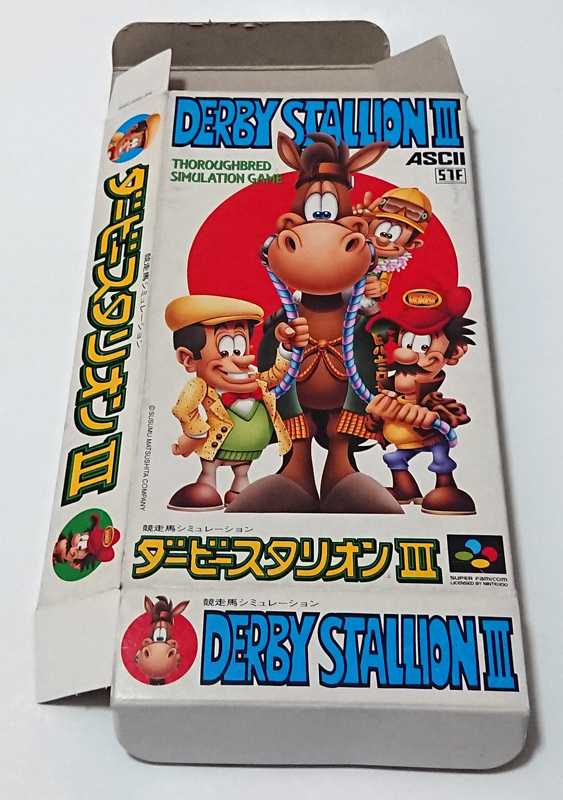 DERBY STALLION III
ASCII
STF
THOROUGHBRED
SIMULATION GAME
DERBY
©SUSUMU MATSUSHITA COMPANY
競走馬シミュレーション
ダービースタリオンIII
SUPER FAMICOM
LICENSED BY NINTENDO
競走馬シミュレーション
DERBY STALLION III
競走馬シミュレーション
ダービースタリオンIII